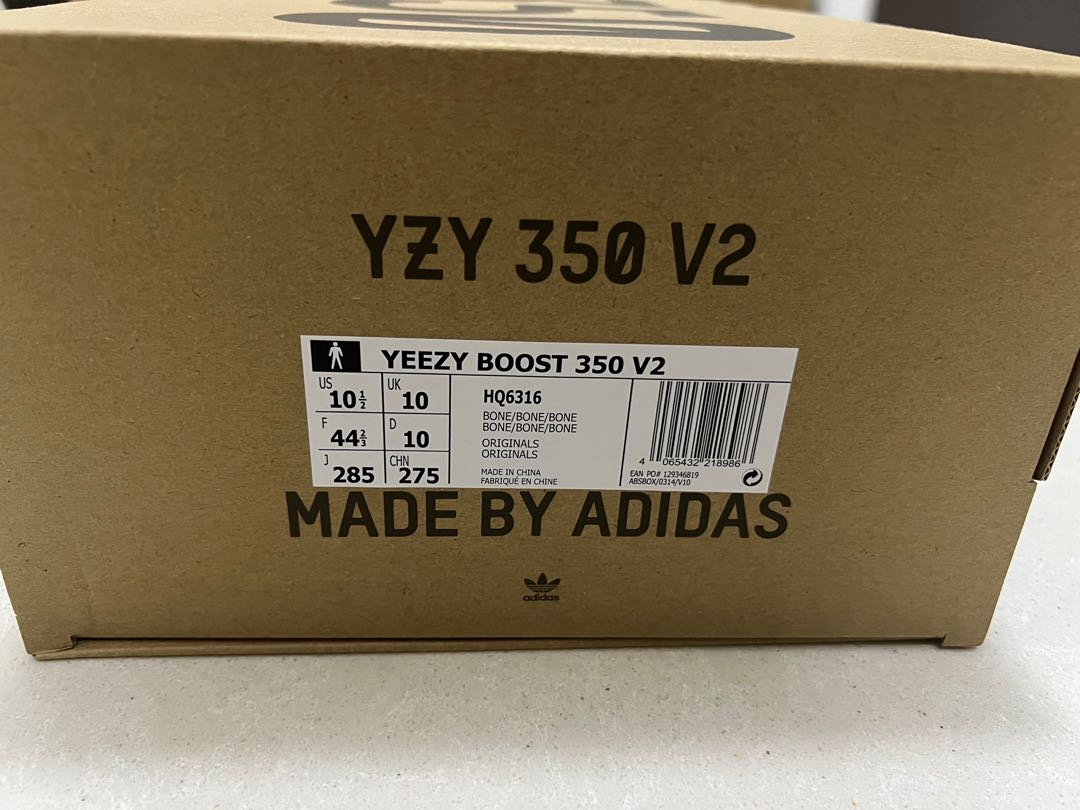 YZY 350 V2
YEEZY BOOST 350 V2
US 10½ UK 10
F 44⅔ D 10
J 285 CHN 275
HQ6316
BONE/BONE/BONE
BONE/BONE/BONE
ORIGINALS
ORIGINALS
MADE IN CHINA
FABRIQUÉ EN CHINE
4 065432 218986
EAN PO# 129346819
ABSBOX/0314/V10
MADE BY ADIDAS
adidas